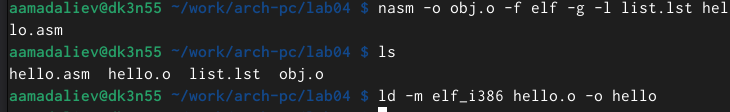 aamadaliev@dk3n55 ~/work/arch-pc/lab04 $ nasm -o obj.o -f elf -g -l list.lst hel
lo.asm
aamadaliev@dk3n55 ~/work/arch-pc/lab04 $ ls
hello.asm  hello.o  list.lst  obj.o
aamadaliev@dk3n55 ~/work/arch-pc/lab04 $ ld -m elf_i386 hello.o -o hello